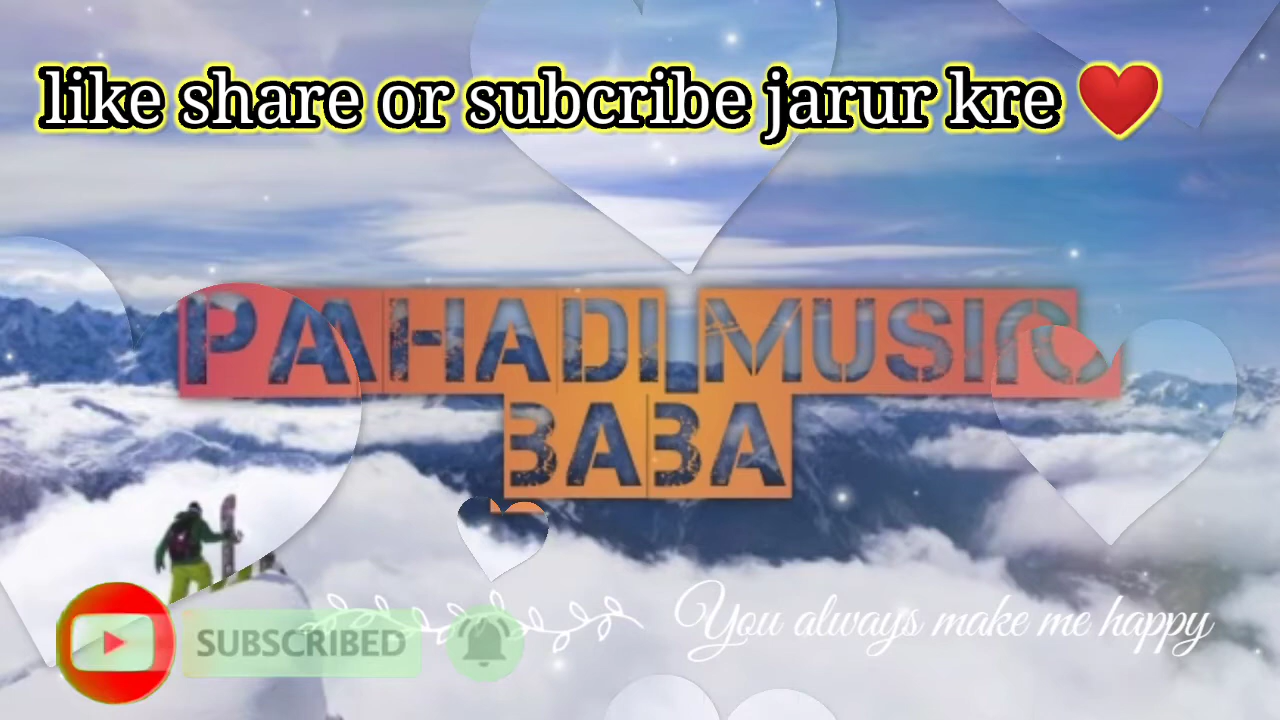 like share or subcribe jarur kre ❤️
PAHADI MUSIC
BABA
You always make me happy
SUBSCRIBED